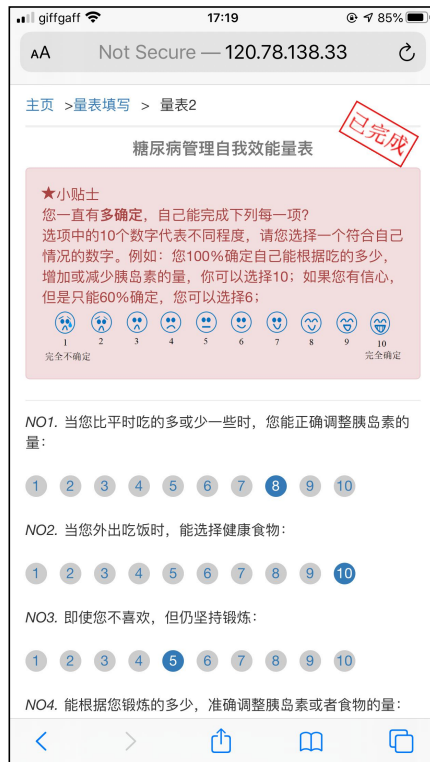 giffgaff 17:19 85%
AA Not Secure — 120.78.138.33
主页 >量表填写 > 量表2
已完成
糖尿病管理自我效能量表
★小贴士
您一直有多确定，自己能完成下列每一项？
选项中的10个数字代表不同程度，请您选择一个符合自己
情况的数字。例如：您100%确定自己能根据吃的多少，
增加或减少胰岛素的量，你可以选择10；如果您有信心，
但是只能60%确定，您可以选择6；
1 2 3 4 5 6 7 8 9 10
完全不确定 完全确定
NO1. 当您比平时吃的多或少一些时，您能正确调整胰岛素的
量：
1 2 3 4 5 6 7 8 9 10
NO2. 当您外出吃饭时，能选择健康食物：
1 2 3 4 5 6 7 8 9 10
NO3. 即使您不喜欢，但仍坚持锻炼：
1 2 3 4 5 6 7 8 9 10
NO4. 能根据您锻炼的多少，准确调整胰岛素或者食物的量：